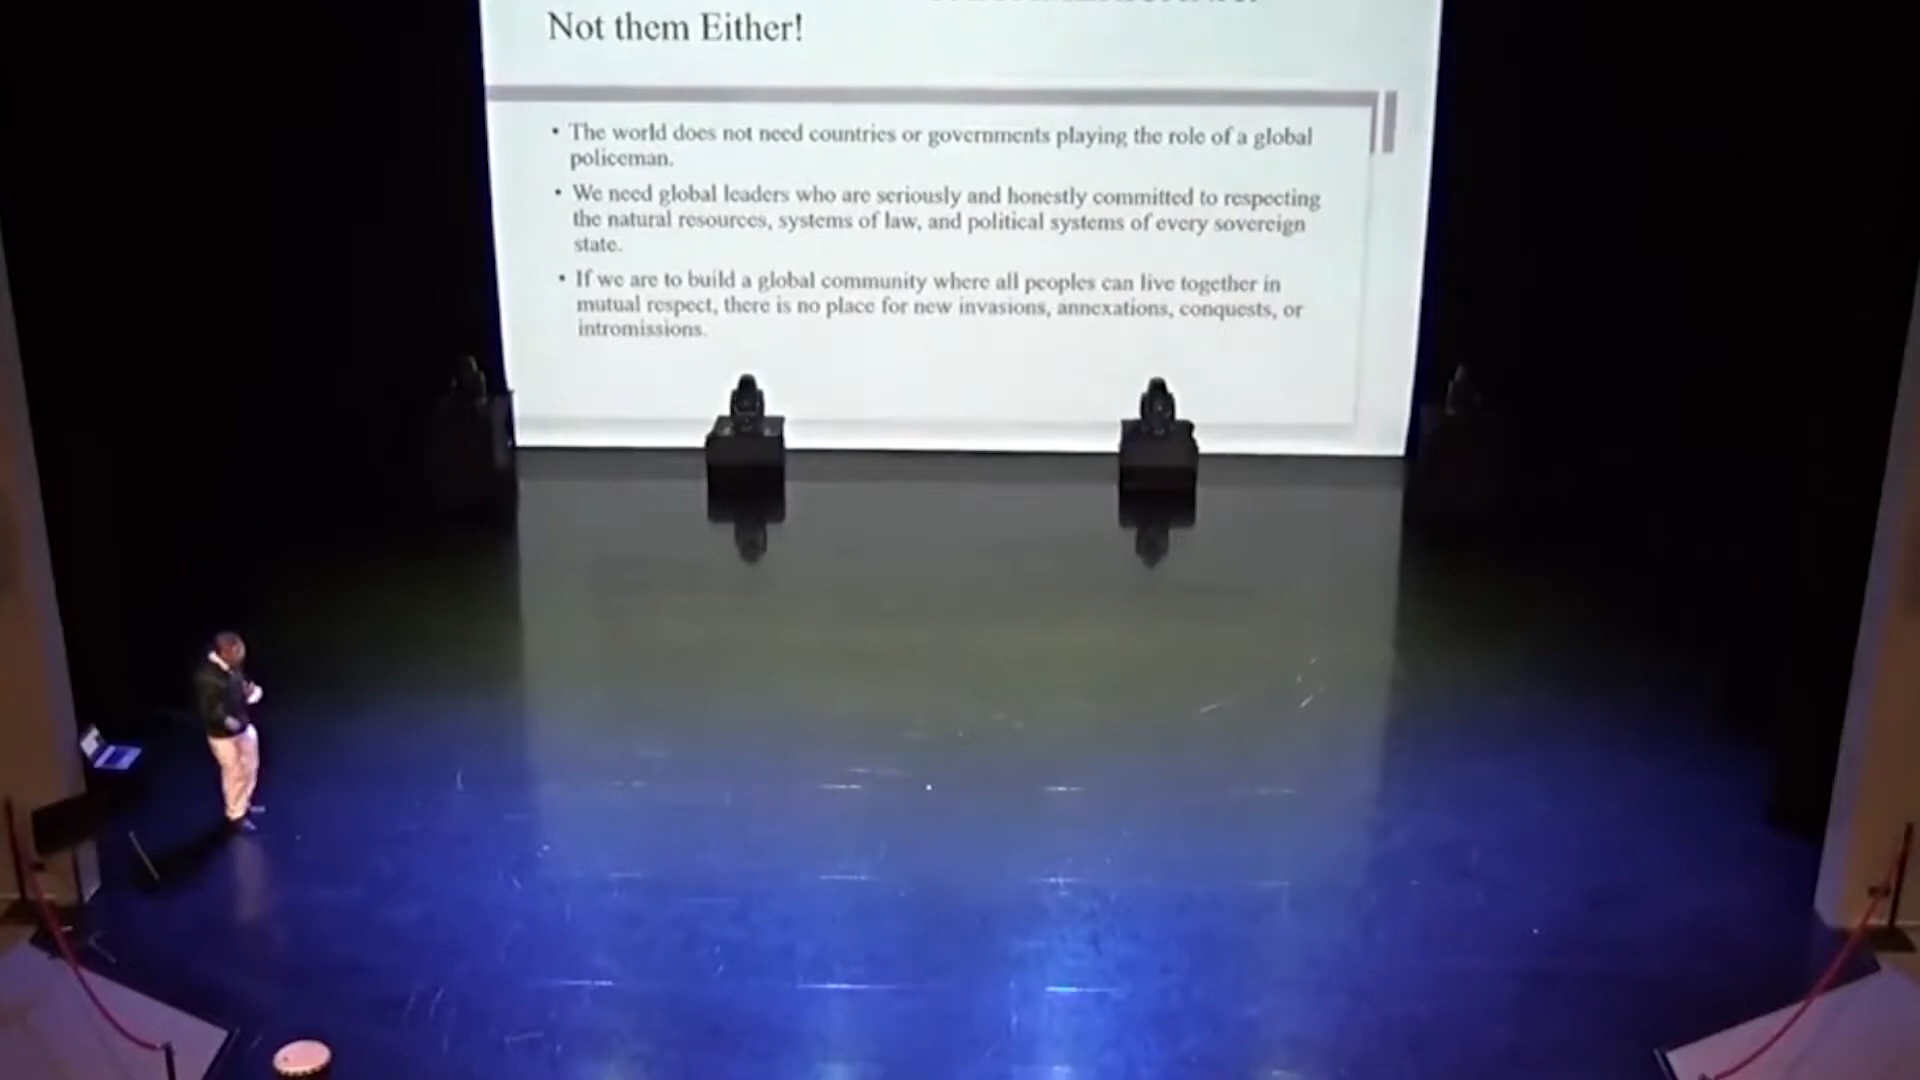 Not them Either!
• The world does not need countries or governments playing the role of a global
policeman.
• We need global leaders who are seriously and honestly committed to respecting
the natural resources, systems of law, and political systems of every sovereign
state.
• If we are to build a global community where all peoples can live together in
mutual respect, there is no place for new invasions, annexations, conquests, or
intromissions.